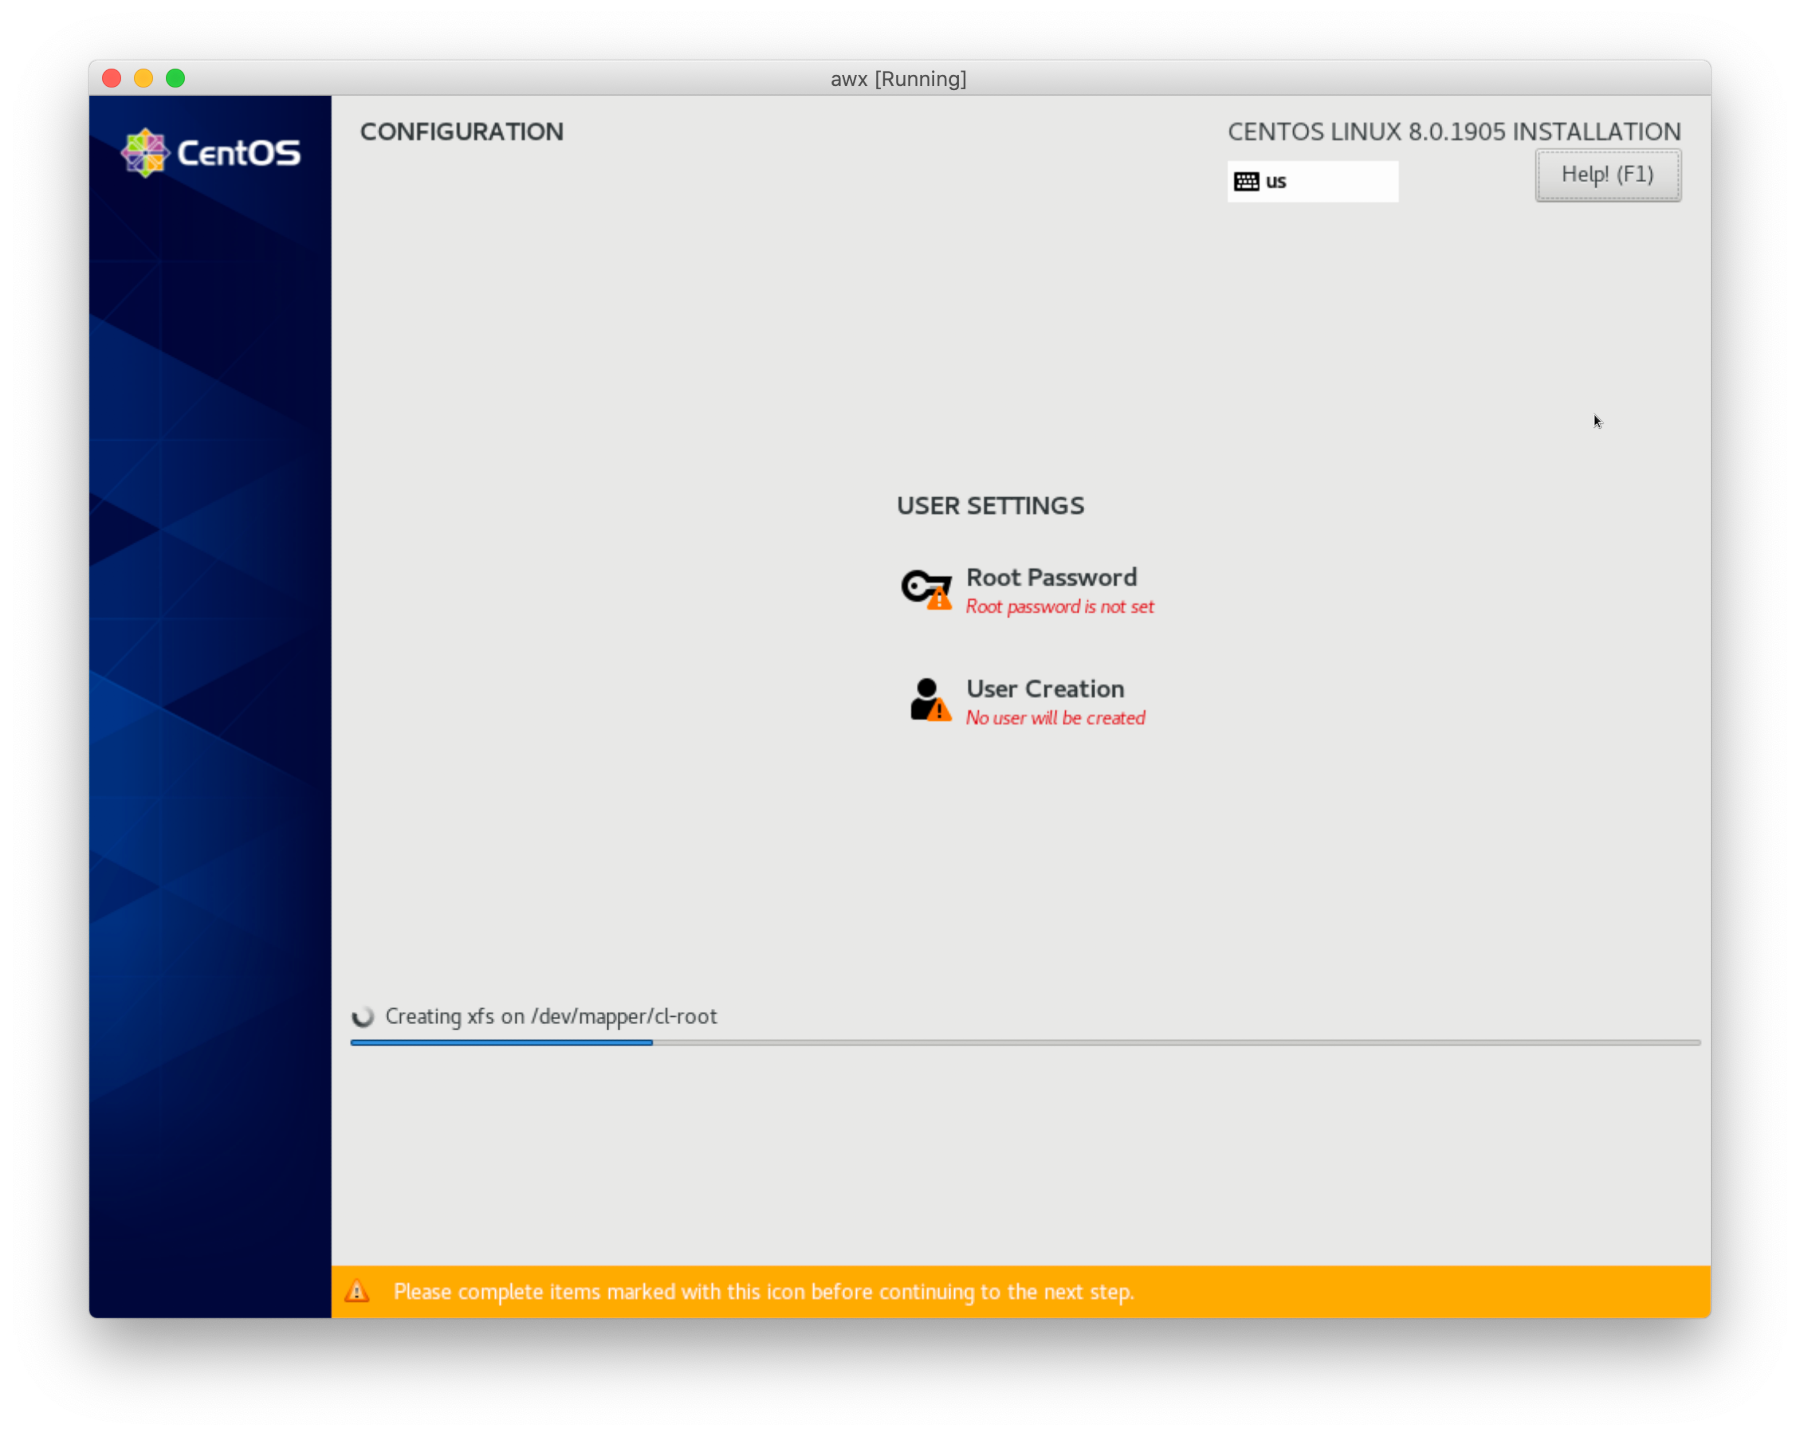 awx [Running]
CentOS
CONFIGURATION
CENTOS LINUX 8.0.1905 INSTALLATION
us
Help! (F1)
USER SETTINGS
Root Password
Root password is not set
User Creation
No user will be created
Creating xfs on /dev/mapper/cl-root
Please complete items marked with this icon before continuing to the next step.